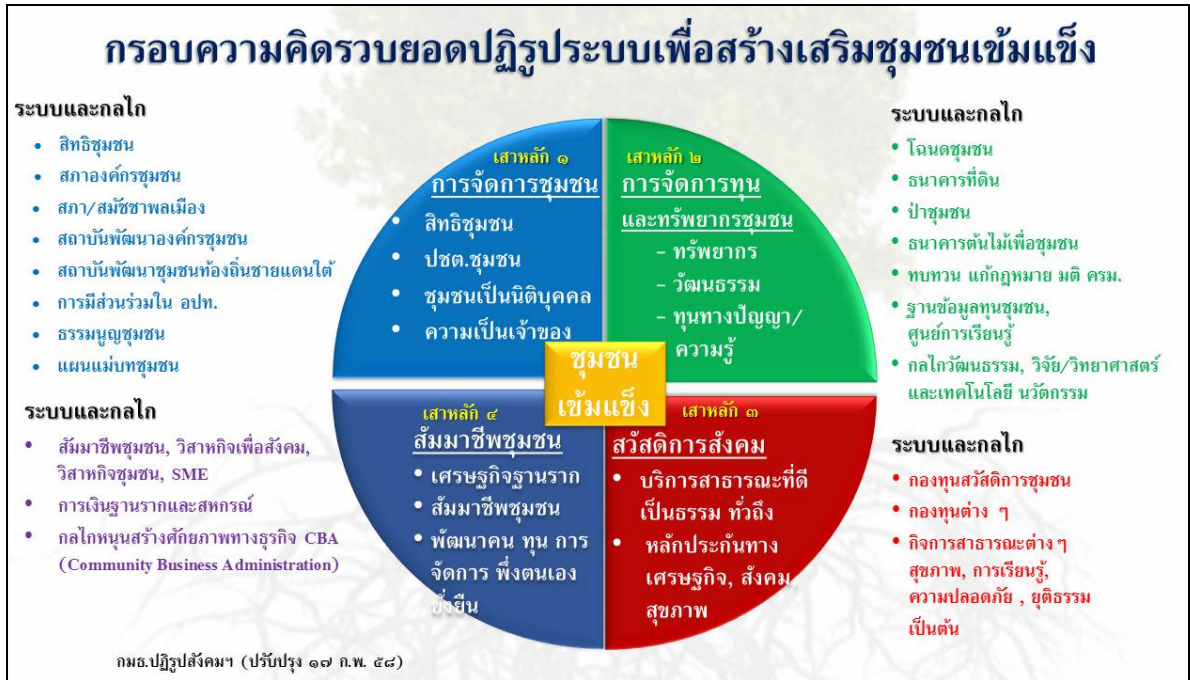 กรอบความคิดรวบยอดปฏิรูประบบเพื่อสร้างเสริมชุมชนเข้มแข็ง
ระบบและกลไก
• สิทธิชุมชน
• สภาองค์กรชุมชน
• สภา/สมัชชาพลเมือง
• สถาบันพัฒนาองค์กรชุมชน
• สถาบันพัฒนาชุมชนท้องถิ่นชายแดนใต้
• การมีส่วนร่วมใน อปท.
• ธรรมนูญชุมชน
• แผนแม่บทชุมชน
เสาหลัก ๑
การจัดการชุมชน
• สิทธิชุมชน
• ปชต.ชุมชน
• ชุมชนเป็นนิติบุคคล
• ความเป็นเจ้าของ
เสาหลัก ๒
การจัดการทุน
และทรัพยากรชุมชน
- ทรัพยากร
- วัฒนธรรม
- ทุนทางปัญญา/
ความรู้
ระบบและกลไก
• โฉนดชุมชน
• ธนาคารที่ดิน
• ป่าชุมชน
• ธนาคารต้นไม้เพื่อชุมชน
• ทบทวน แก้กฎหมาย มติ ครม.
• ฐานข้อมูลทุนชุมชน,
ศูนย์การเรียนรู้
• กลไกวัฒนธรรม, วิจัย/วิทยาศาสตร์
และเทคโนโลยี นวัตกรรม
ชุมชน
เข้มแข็ง
ระบบและกลไก
• สัมมาชีพชุมชน, วิสาหกิจเพื่อสังคม,
วิสาหกิจชุมชน, SME
• การเงินฐานรากและสหกรณ์
• กลไกหนุนสร้างศักยภาพทางธุรกิจ CBA
(Community Business Administration)
เสาหลัก ๔
สัมมาชีพชุมชน
• เศรษฐกิจฐานราก
• สัมมาชีพชุมชน
• พัฒนาคน ทุน การ
จัดการ พึ่งตนเอง
ยั่งยืน
เสาหลัก ๓
สวัสดิการสังคม
• บริการสาธารณะที่ดี
เป็นธรรม ทั่วถึง
• หลักประกันทาง
เศรษฐกิจ, สังคม,
สุขภาพ
ระบบและกลไก
• กองทุนสวัสดิการชุมชน
• กองทุนต่าง ๆ
• กิจการสาธารณะต่าง ๆ
สุขภาพ, การเรียนรู้,
ความปลอดภัย , ยุติธรรม
เป็นต้น
กมธ.ปฏิรูปสังคมฯ (ปรับปรุง ๑๗ ก.พ. ๕๘)